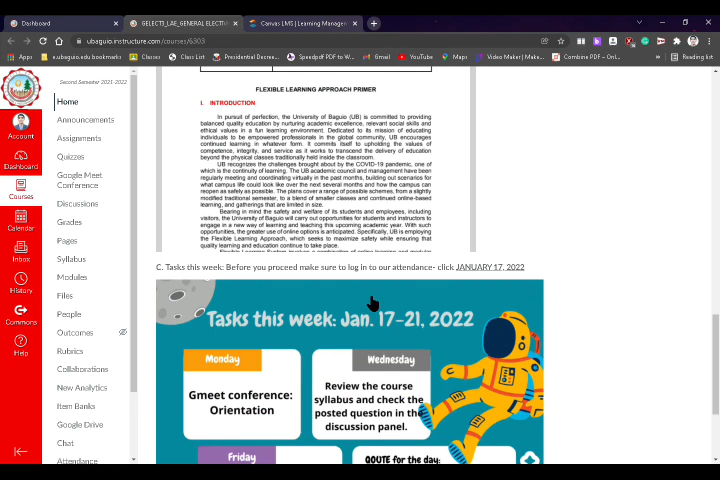 Dashboard
GELECT3_LAE_GENERAL ELECTI
Canvas LMS | Learning Manage
ubaguio.instructure.com/courses/6303
Apps
e.ubaguio.edu bookm
Classes
Class List
Presidential Decree...
Speedpdf PDF to W...
Gmail
YouTube
Maps
Video Maker | Make...
Combine PDF - Onl...
»
Reading list
Second Semester 2021-2022
Account
Dashboard
Courses
Calendar
Inbox
History
Commons
Help
Home
Announcements
Assignments
Quizzes
Google Meet
Conference
Discussions
Grades
Pages
Syllabus
Modules
Files
People
Outcomes
Rubrics
Collaborations
New Analytics
Item Banks
Google Drive
Chat
Attendance
FLEXIBLE LEARNING APPROACH PRIMER
I. INTRODUCTION
In pursuit of perfection, the University of Baguio (UB) is committed to providing
balanced quality education by nurturing academic excellence, relevant social skills and
ethical values in a fun learning environment. Dedicated to its mission of educating
individuals to be empowered professionals in the global community, UB encourages
continued learning in whatever form. It commits itself to upholding the values of
competence, integrity, and service as it works to transcend the delivery of education
beyond the physical classes traditionally held inside the classroom.
UB recognizes the challenges brought about by the COVID-19 pandemic, one of
which is the continuity of learning. The UB academic council and management have been
regularly meeting and coordinating virtually in the past months, building out scenarios for
what campus life could look like over the next several months and how the campus can
reopen as safely as possible. The plans cover a range of possible schemes, from a slightly
modified traditional semester, to a blend of smaller classes and continued online-based
learning, and gatherings that are limited in size.
Bearing in mind the safety and welfare of its students and employees, including
visitors, the University of Baguio will carry out opportunities for students and instructors to
engage in a new way of learning and teaching this upcoming academic year. With such
opportunities, the greater use of online options is anticipated. Specifically, UB is employing
the Flexible Learning Approach, which seeks to maximize safety while ensuring that
quality learning and education continue to take place.
C. Tasks this week: Before you proceed make sure to log in to our attendance- click JANUARY 17, 2022
Tasks this week: Jan. 17-21, 2022
Monday
Gmeet conference:
Orientation
Wednesday
Review the course
syllabus and check the
posted question in the
discussion panel.
Friday
QOUTE for the day: